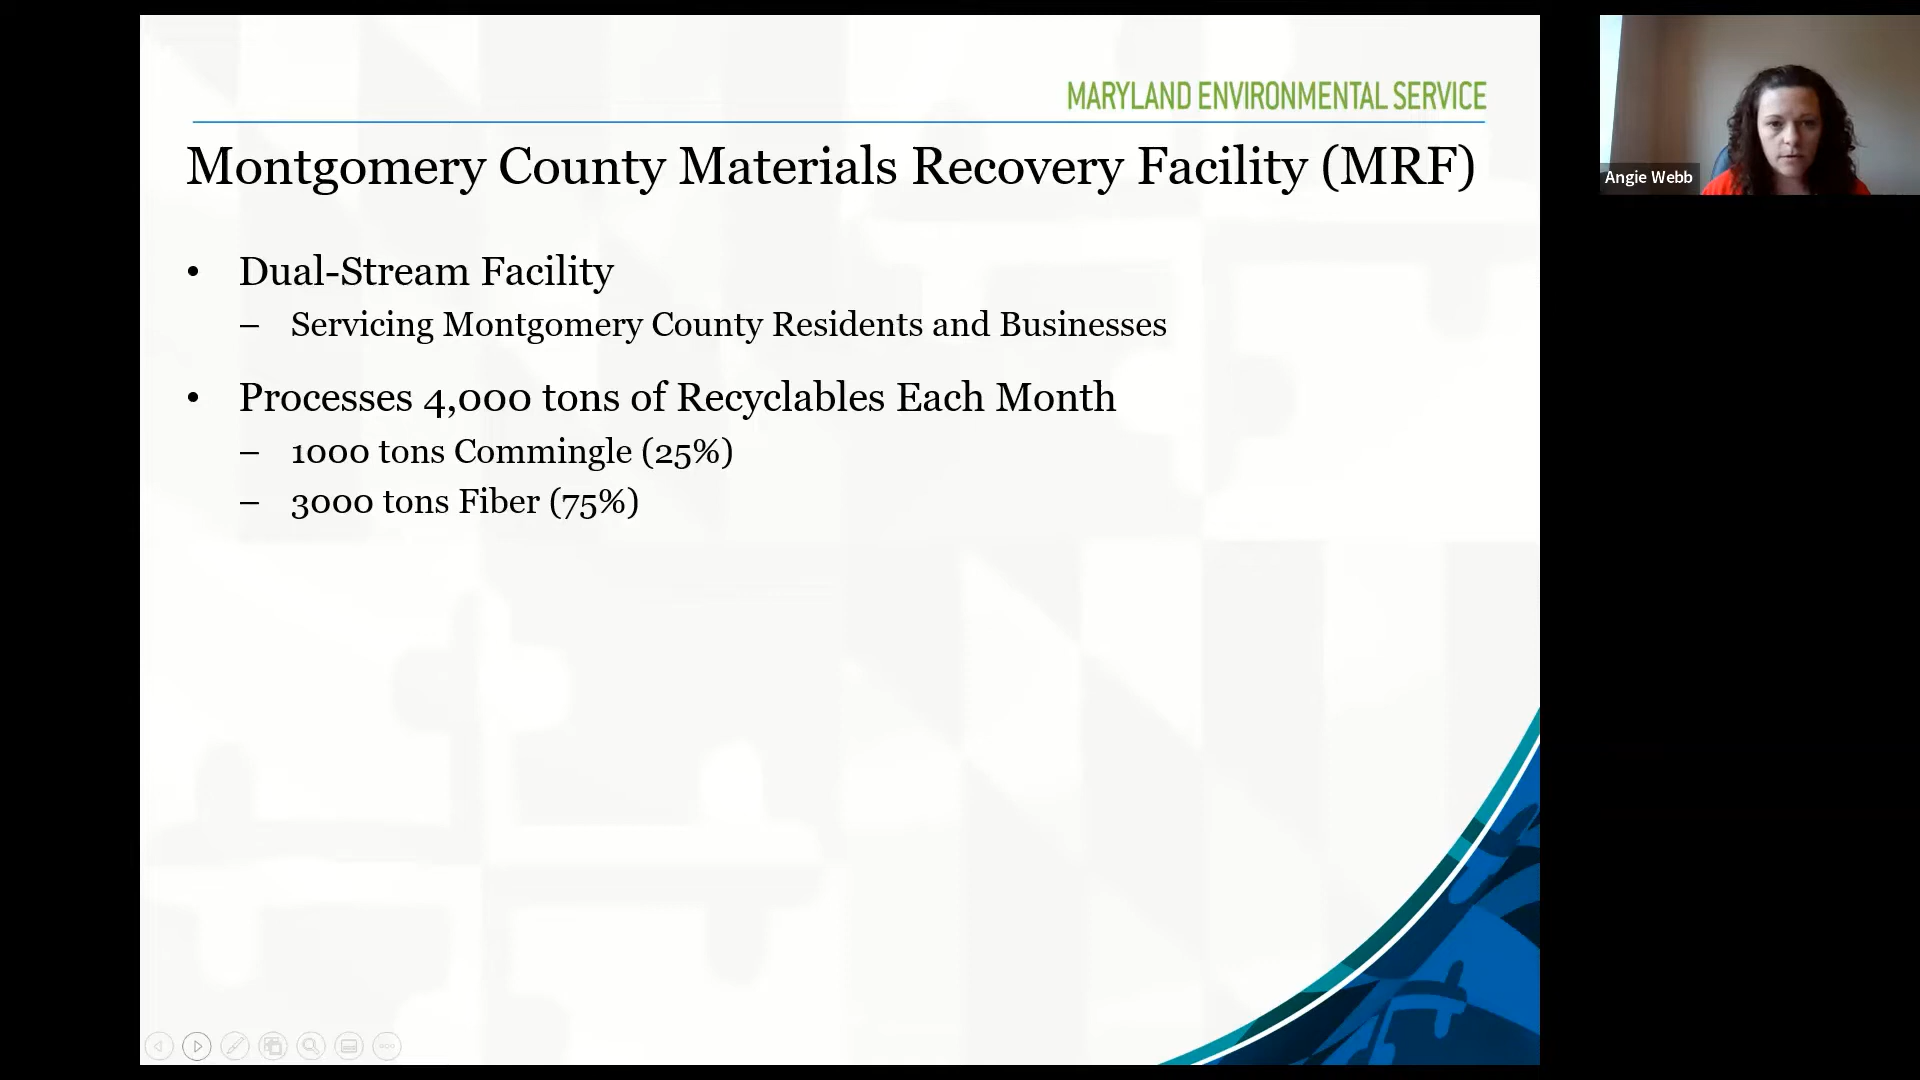 MARYLAND ENVIRONMENTAL SERVICE
Montgomery County Materials Recovery Facility (MRF)
• Dual-Stream Facility
– Servicing Montgomery County Residents and Businesses
• Processes 4,000 tons of Recyclables Each Month
– 1000 tons Commingle (25%)
– 3000 tons Fiber (75%)
Angie Webb